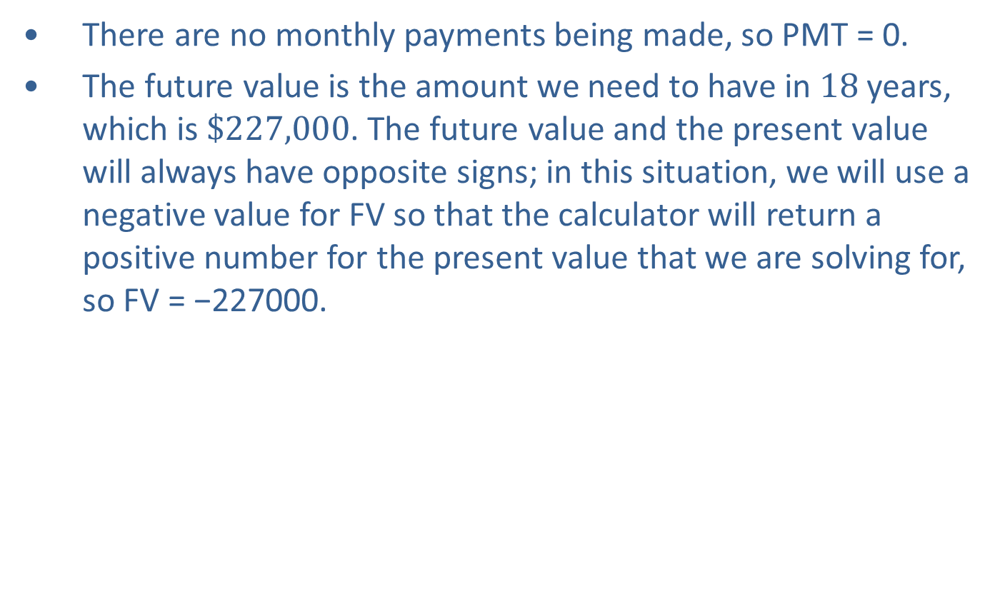 • There are no monthly payments being made, so PMT = 0.
• The future value is the amount we need to have in 18 years,
which is $227,000. The future value and the present value
will always have opposite signs; in this situation, we will use a
negative value for FV so that the calculator will return a
positive number for the present value that we are solving for,
so FV = −227000.